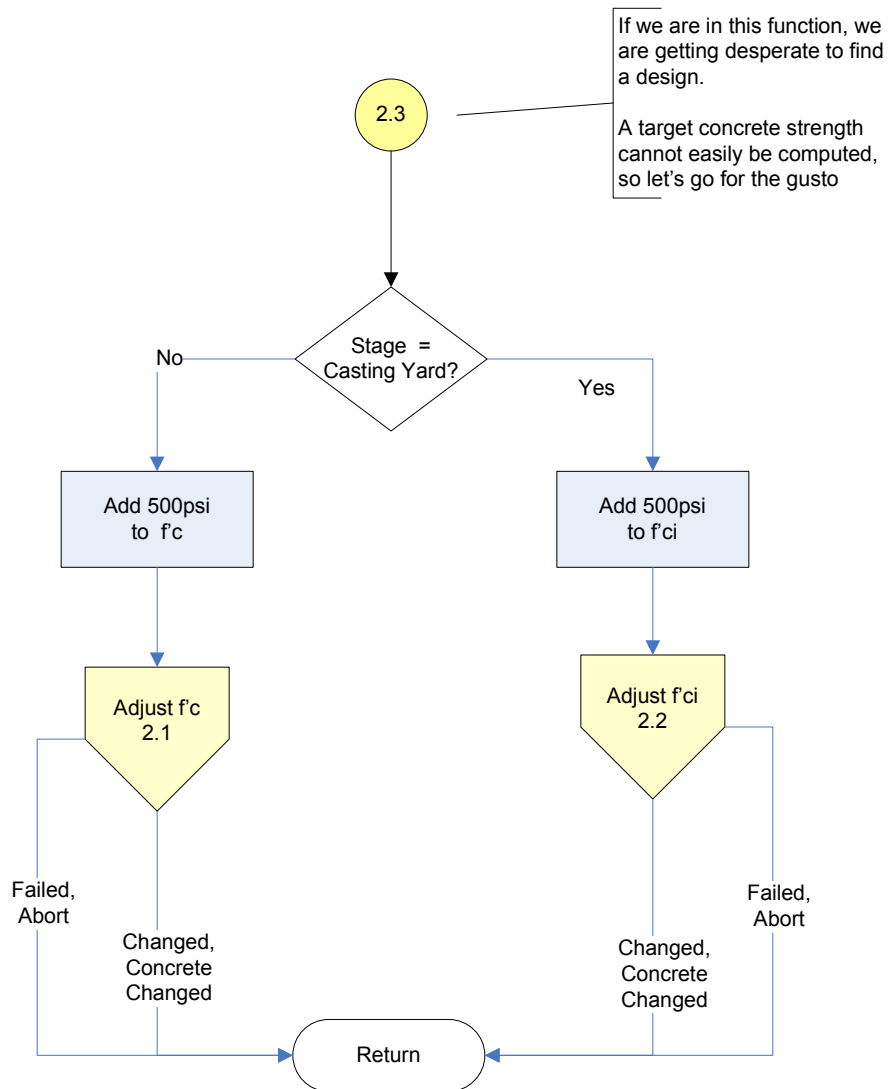 If we are in this function, we
are getting desperate to find
a design.
A target concrete strength
cannot easily be computed,
so let's go for the gusto
2.3
Stage =
Casting Yard?
No
Yes
Add 500psi
to f'c
Add 500psi
to f'ci
Adjust f'c
2.1
Adjust f'ci
2.2
Failed,
Abort
Changed,
Concrete
Changed
Changed,
Concrete
Changed
Failed,
Abort
Return